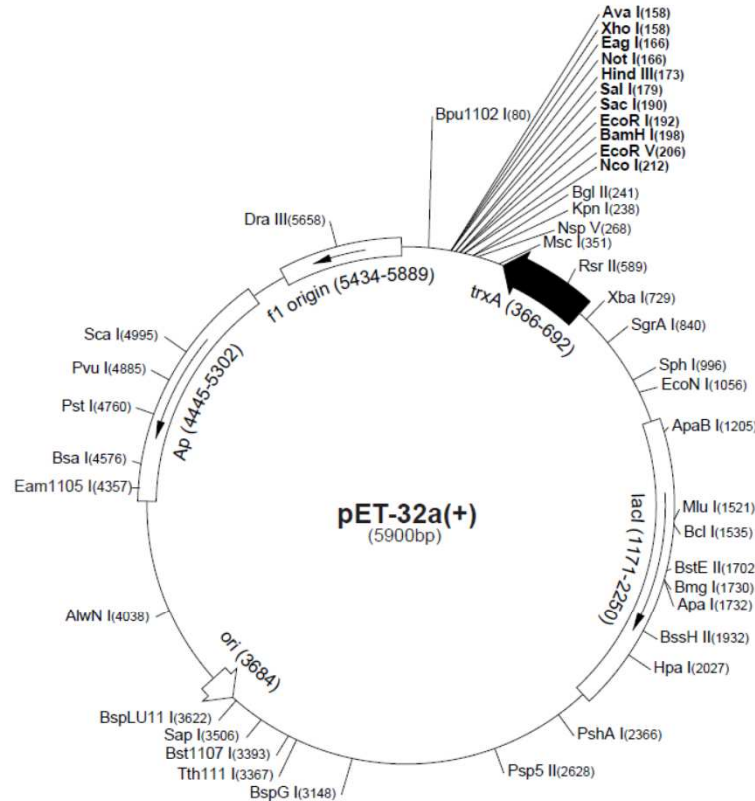 Ava I(158)
Xho I(158)
Eag I(166)
Not I(166)
Hind III(173)
Sal I(179)
Sac I(190)
EcoR I(192)
BamH I(198)
EcoR V(206)
Nco I(212)
Bpu1102 I(80)
Bgl II(241)
Kpn I(238)
Nsp V(268)
Msc I(351)
Rsr II(589)
Xba I(729)
SgrA I(840)
Sph I(996)
EcoN I(1056)
ApaB I(1205)
Mlu I(1521)
Bcl I(1535)
BstE II(1702)
Bmg I(1730)
Apa I(1732)
BssH II(1932)
Hpa I(2027)
PshA I(2366)
Psp5 II(2628)
BspG I(3148)
Tth111 I(3367)
Bst1107 I(3393)
Sap I(3506)
BspLU11 I(3622)
AlwN I(4038)
Eam1105 I(4357)
Bsa I(4576)
Pst I(4760)
Pvu I(4885)
Sca I(4995)
Dra III(5658)
f1 origin (5434-5889)
trxA (366-692)
Ap (4445-5302)
lacI (1171-2250)
ori (3684)
pET-32a(+)
(5900bp)